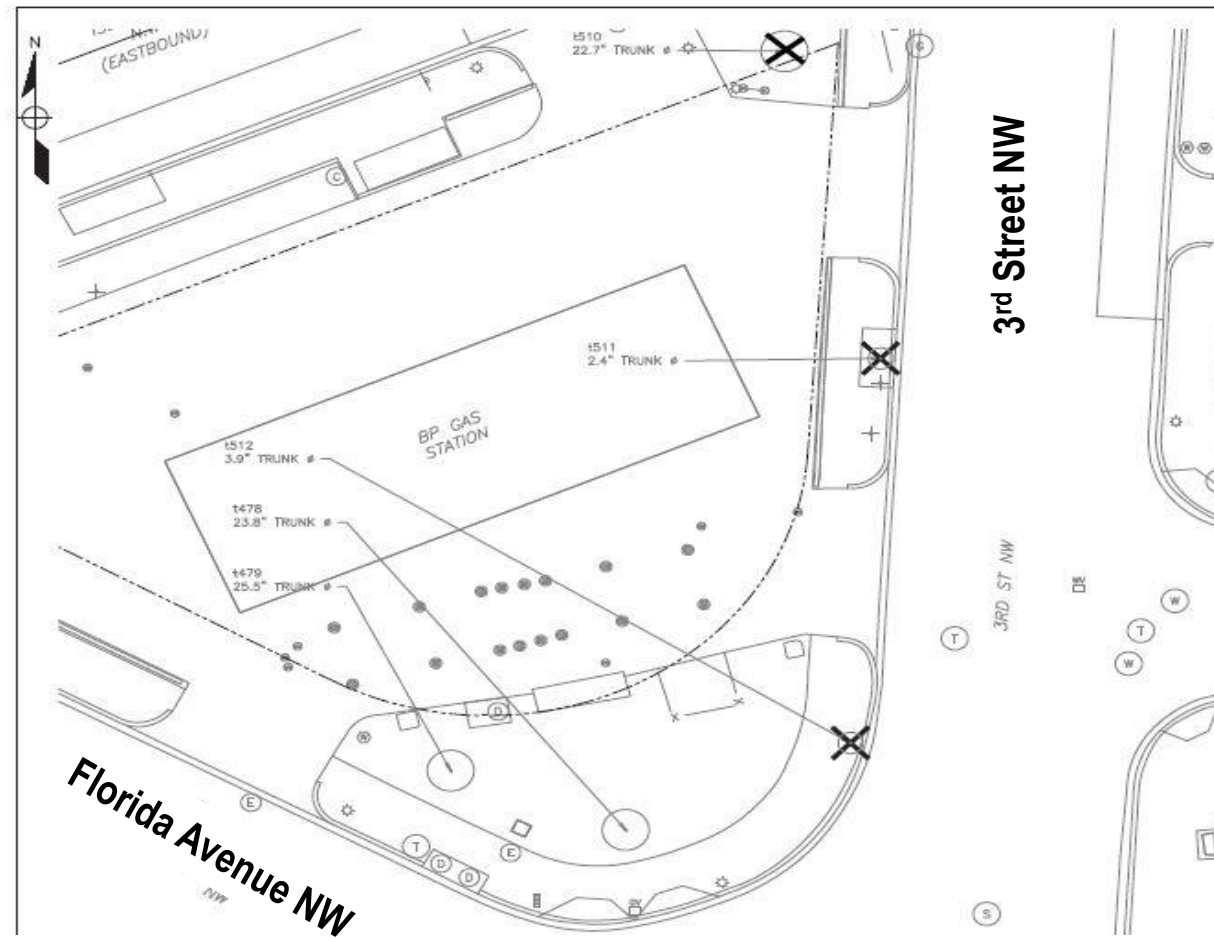 N
(EASTBOUND)
t510
22.7" TRUNK ø
G
3rd Street NW
C
t511
2.4" TRUNK ø
BP GAS
STATION
t512
3.9" TRUNK ø
t478
23.8" TRUNK ø
t479
25.5" TRUNK ø
3RD ST NW
W
T
T
W
D
Florida Avenue NW
E
T
D
D
E
NW
S